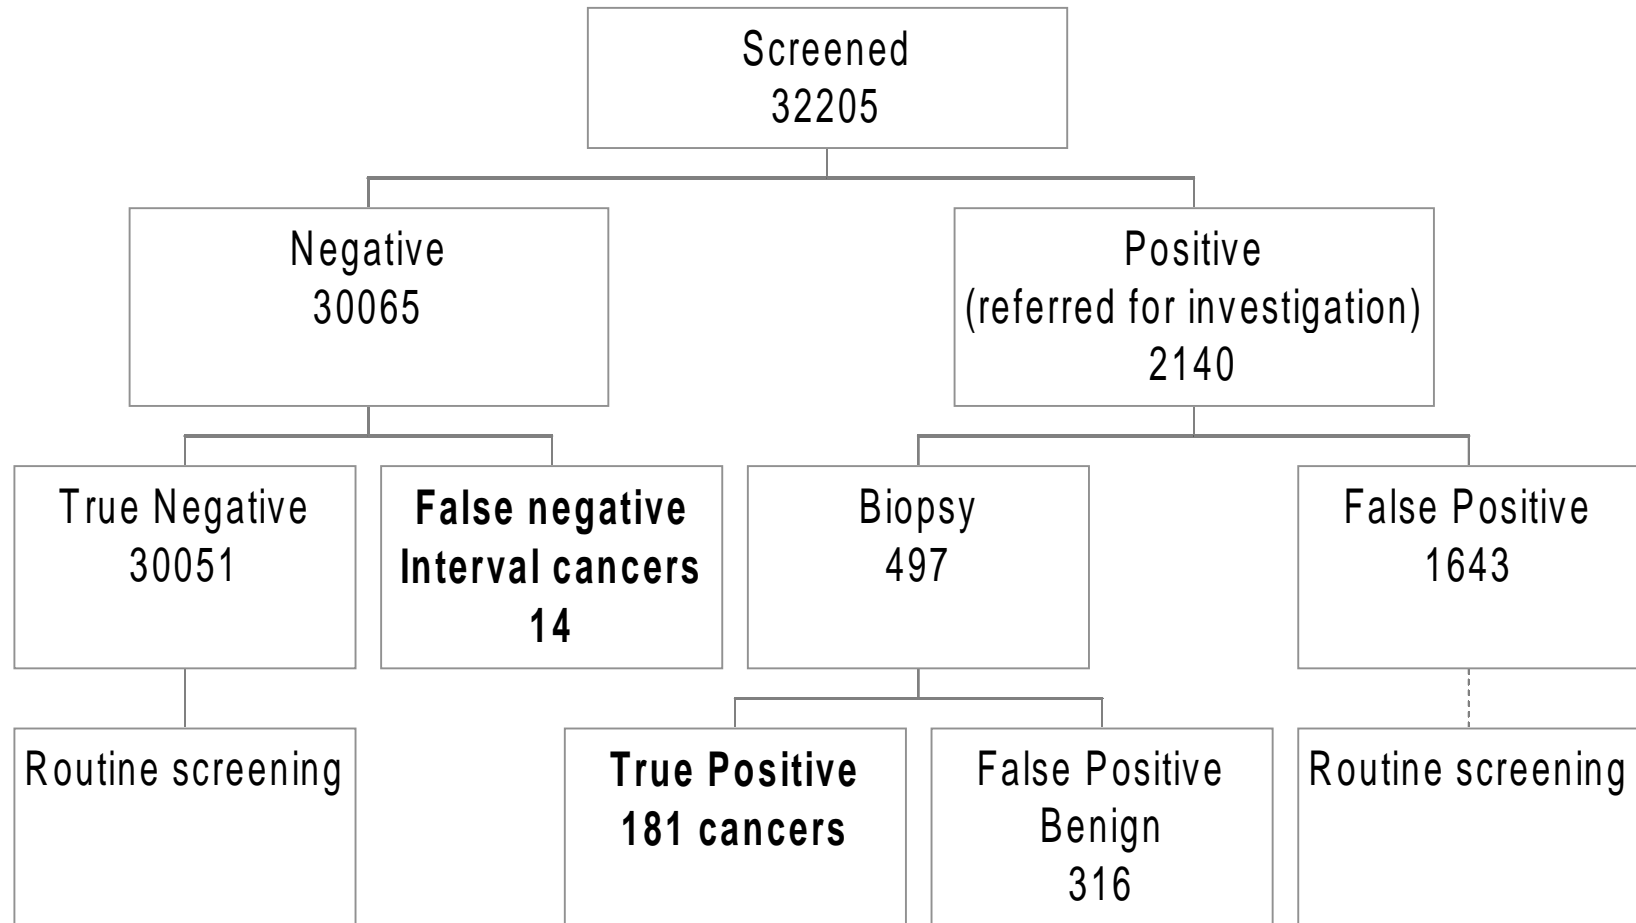 Screened
32205
Negative
30065
Positive
(referred for investigation)
2140
True Negative
30051
False negative
Interval cancers
14
Biopsy
497
False Positive
1643
Routine screening
True Positive
181 cancers
False Positive
Benign
316
Routine screening